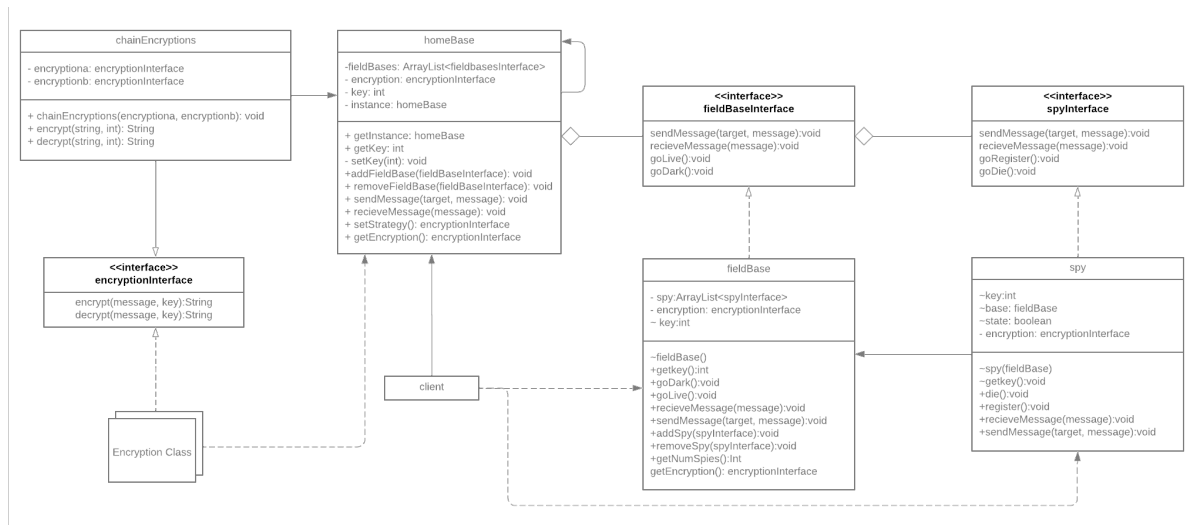 chainEncryptions
- encryptiona: encryptionInterface
- encryptionb: encryptionInterface
+ chainEncryptions(encryptiona, encryptionb): void
+ encrypt(string, int): String
+ decrypt(string, int): String
homeBase
-fieldBases: ArrayList<fieldbasesInterface>
- encryption: encryptionInterface
- key: int
- instance: homeBase
+ getInstance: homeBase
+ getKey: int
- setKey(int): void
+addFieldBase(fieldBaseInterface): void
+ removeFieldBase(fieldBaseInterface): void
+ sendMessage(target, message): void
+ recieveMessage(message): void
+ setStrategy(): encryptionInterface
+ getEncryption(): encryptionInterface
<<interface>>
fieldBaseInterface
sendMessage(target, message):void
recieveMessage(message):void
goLive():void
goDark():void
<<interface>>
spyInterface
sendMessage(target, message):void
recieveMessage(message):void
goRegister():void
goDie():void
<<interface>>
encryptionInterface
encrypt(message, key):String
decrypt(message, key):String
Encryption Class
client
fieldBase
- spy:ArrayList<spyInterface>
- encryption: encryptionInterface
~ key:int
~fieldBase()
+getkey():int
+goDark():void
+goLive():void
+recieveMessage(message):void
+sendMessage(target, message):void
+addSpy(spyInterface):void
+removeSpy(spyInterface):void
+getNumSpies():Int
getEncryption(): encryptionInterface
spy
~key:int
~base: fieldBase
~state: boolean
- encryption: encryptionInterface
~spy(fieldBase)
~getkey():void
+die():void
+register():void
+recieveMessage(message):void
+sendMessage(target, message):void